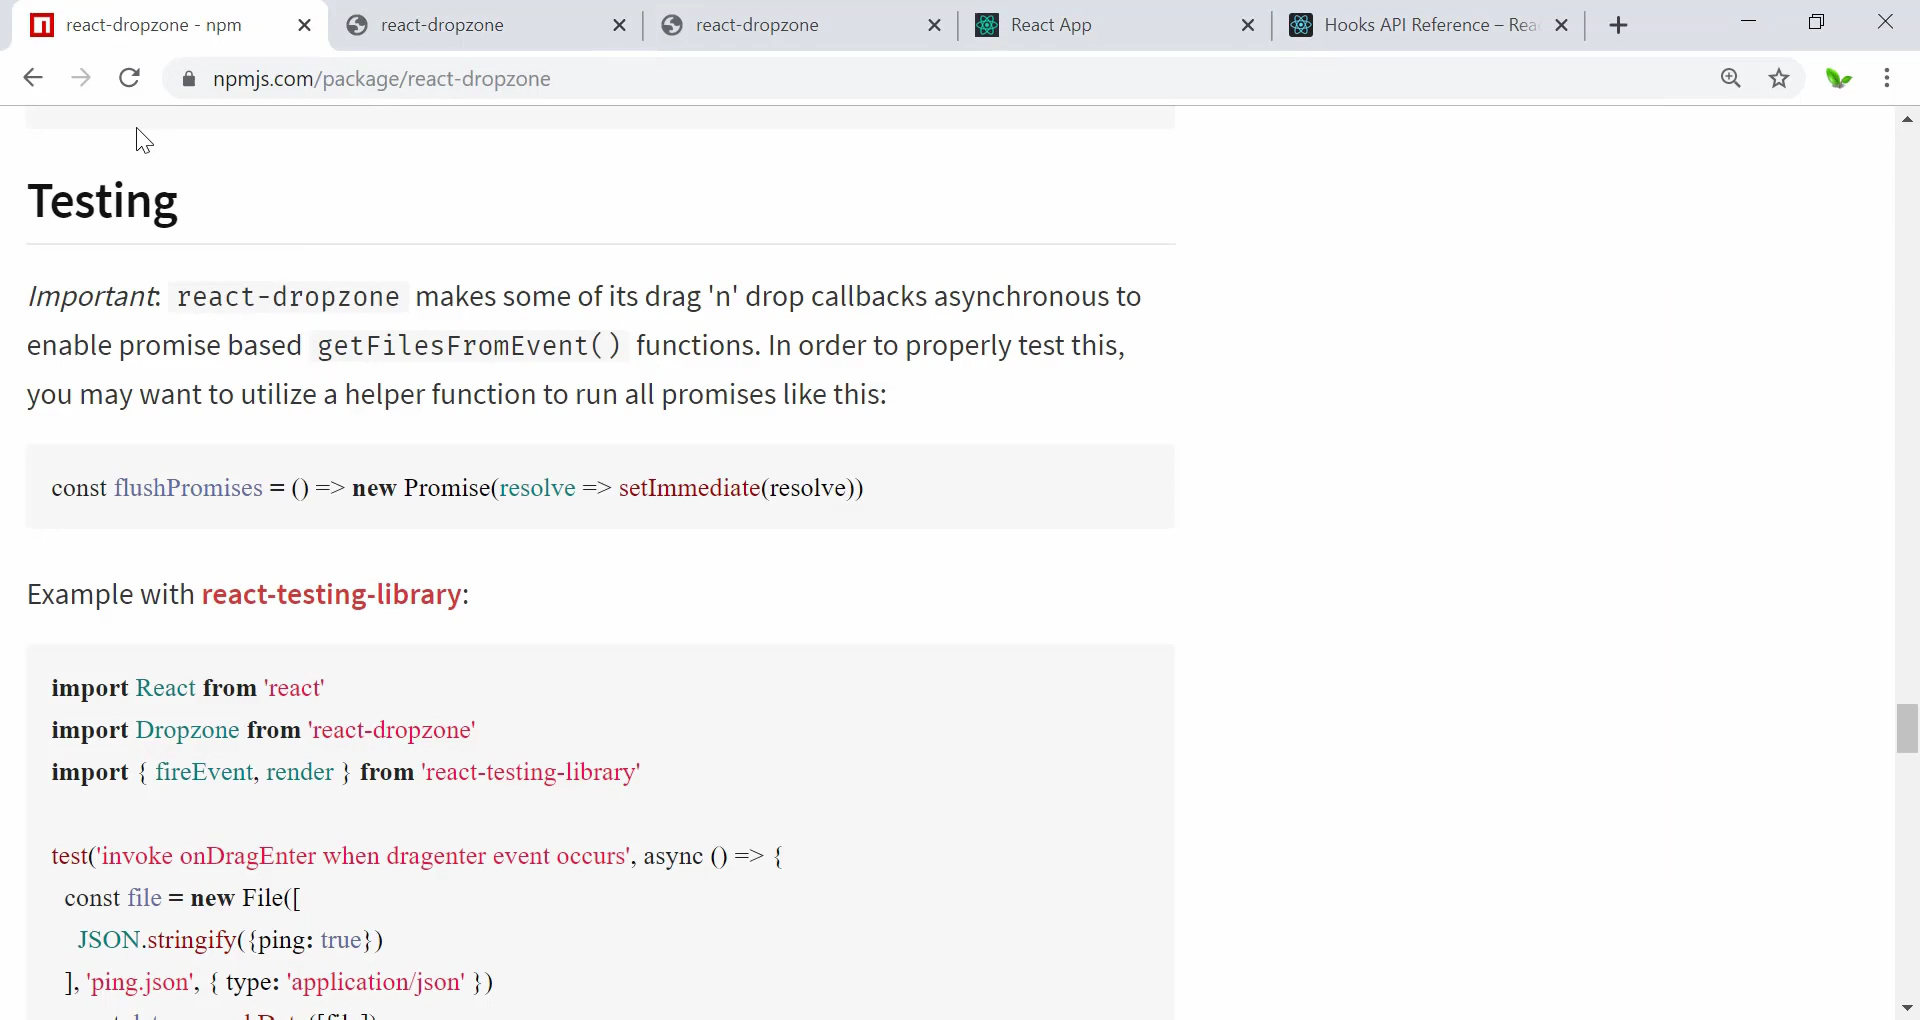 react-dropzone - npm
react-dropzone
react-dropzone
React App
Hooks API Reference – Rea
npmjs.com/package/react-dropzone
Testing
Important: react-dropzone makes some of its drag 'n' drop callbacks asynchronous to
enable promise based getFilesFromEvent() functions. In order to properly test this,
you may want to utilize a helper function to run all promises like this:
const flushPromises = () => new Promise(resolve => setImmediate(resolve))
Example with react-testing-library:
import React from 'react'
import Dropzone from 'react-dropzone'
import { fireEvent, render } from 'react-testing-library'
test('invoke onDragEnter when dragenter event occurs', async () => {
const file = new File([
JSON.stringify({ping: true})
], 'ping.json', { type: 'application/json' })